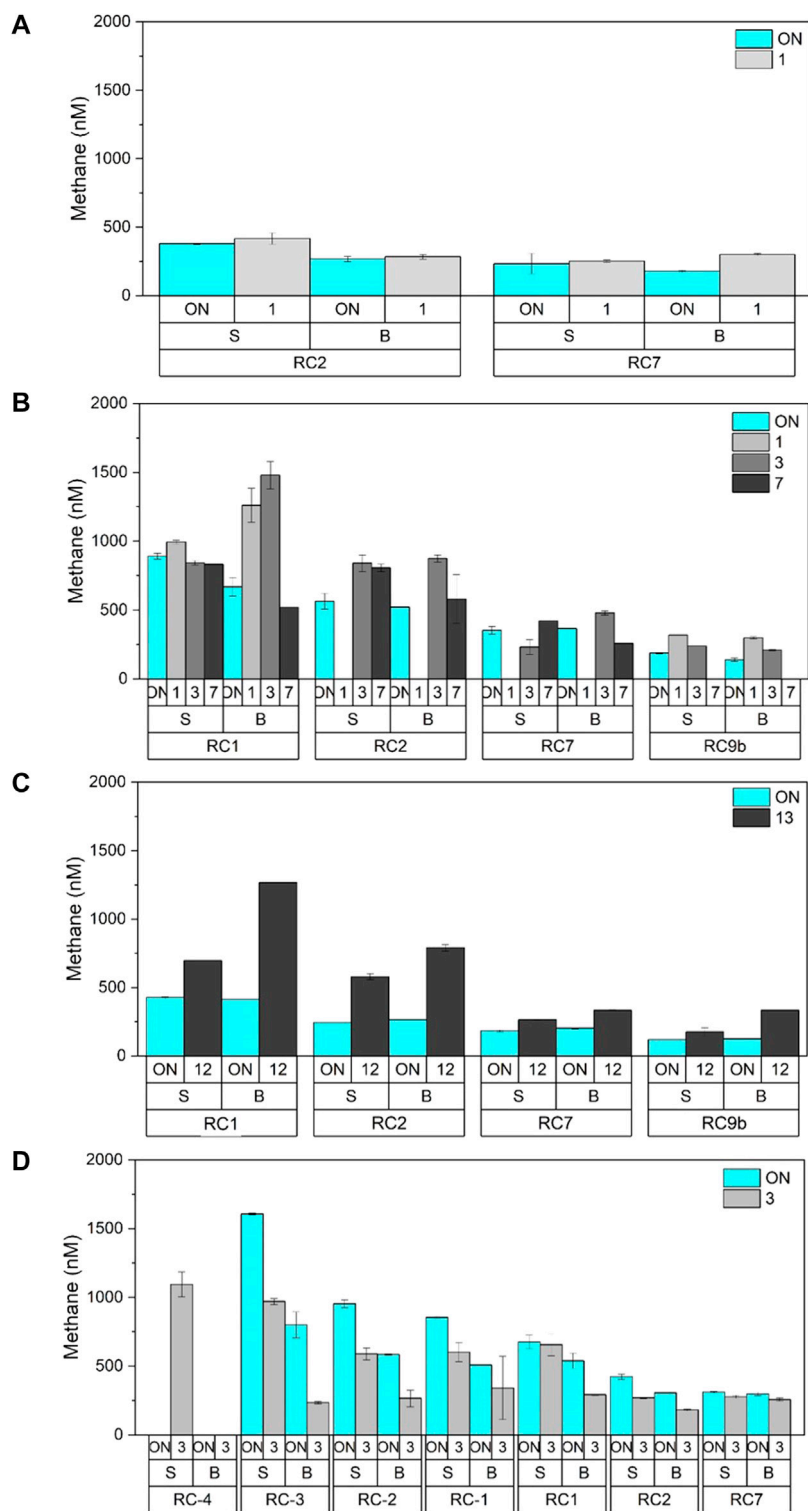 A
Methane (nM)
2000
1500
1000
500
0
ON
1
ON 1 ON 1 ON 1 ON 1
S B S B
RC2 RC7
B
Methane (nM)
2000
1500
1000
500
0
ON
1
3
7
ON 1 3 7 ON 1 3 7 ON 1 3 7 ON 1 3 7 ON 1 3 7 ON 1 3 7 ON 1 3 7 ON 1 3 7
S B S B S B S B
RC1 RC2 RC7 RC9b
C
Methane (nM)
2000
1500
1000
500
0
ON
13
ON 12 ON 12 ON 12 ON 12 ON 12 ON 12 ON 12 ON 12
S B S B S B S B
RC1 RC2 RC7 RC9b
D
Methane (nM)
2000
1500
1000
500
0
ON
3
ON 3 ON 3 ON 3 ON 3 ON 3 ON 3 ON 3 ON 3 ON 3 ON 3 ON 3 ON 3 ON 3 ON 3
S B S B S B S B S B S B S B
RC-4 RC-3 RC-2 RC-1 RC1 RC2 RC7